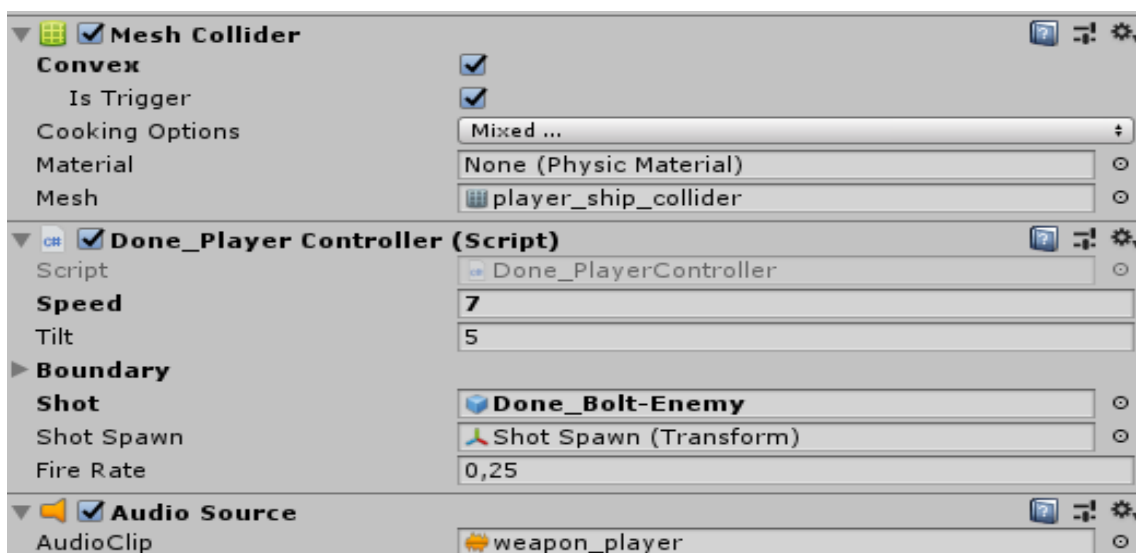 Mesh Collider
Convex
Is Trigger
Cooking Options Mixed ...
Material None (Physic Material)
Mesh player_ship_collider
c# Done_Player Controller (Script)
Script Done_PlayerController
Speed 7
Tilt 5
Boundary
Shot Done_Bolt-Enemy
Shot Spawn Shot Spawn (Transform)
Fire Rate 0,25
Audio Source
AudioClip weapon_player